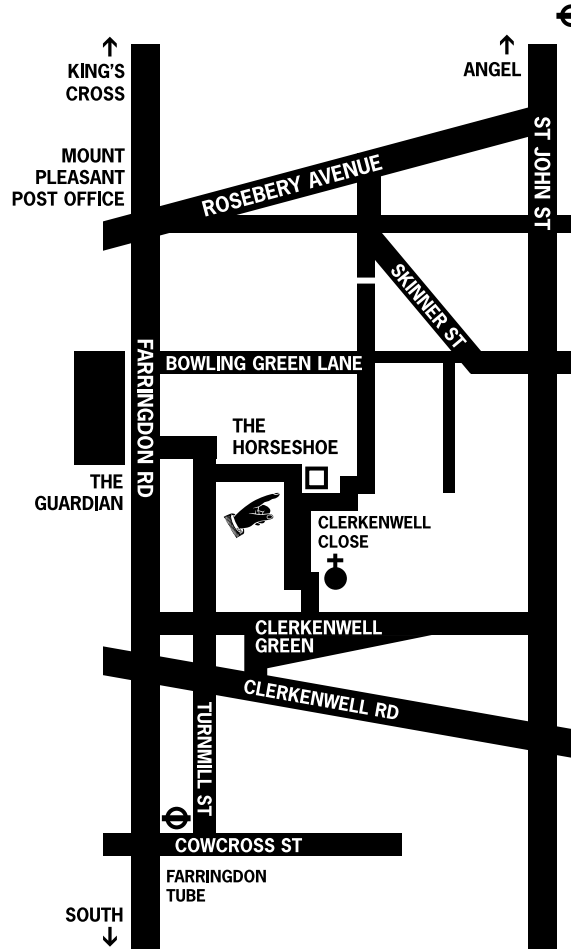 KING'S
CROSS
ANGEL
MOUNT
PLEASANT
POST OFFICE
ROSEBERY AVENUE
ST JOHN ST
SKINNER ST
FARRINGDON RD
BOWLING GREEN LANE
THE
HORSESHOE
THE
GUARDIAN
CLERKENWELL
CLOSE
CLERKENWELL
GREEN
CLERKENWELL RD
TURNMILL ST
COWCROSS ST
FARRINGDON
TUBE
SOUTH